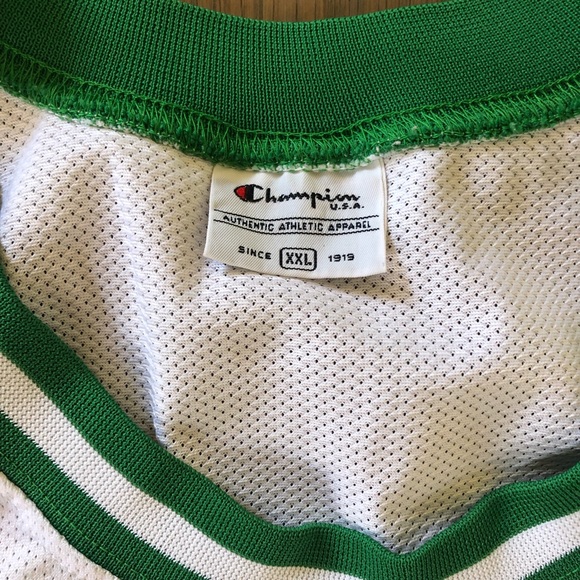 Champion
U.S.A.
AUTHENTIC ATHLETIC APPAREL
SINCE XXL 1919